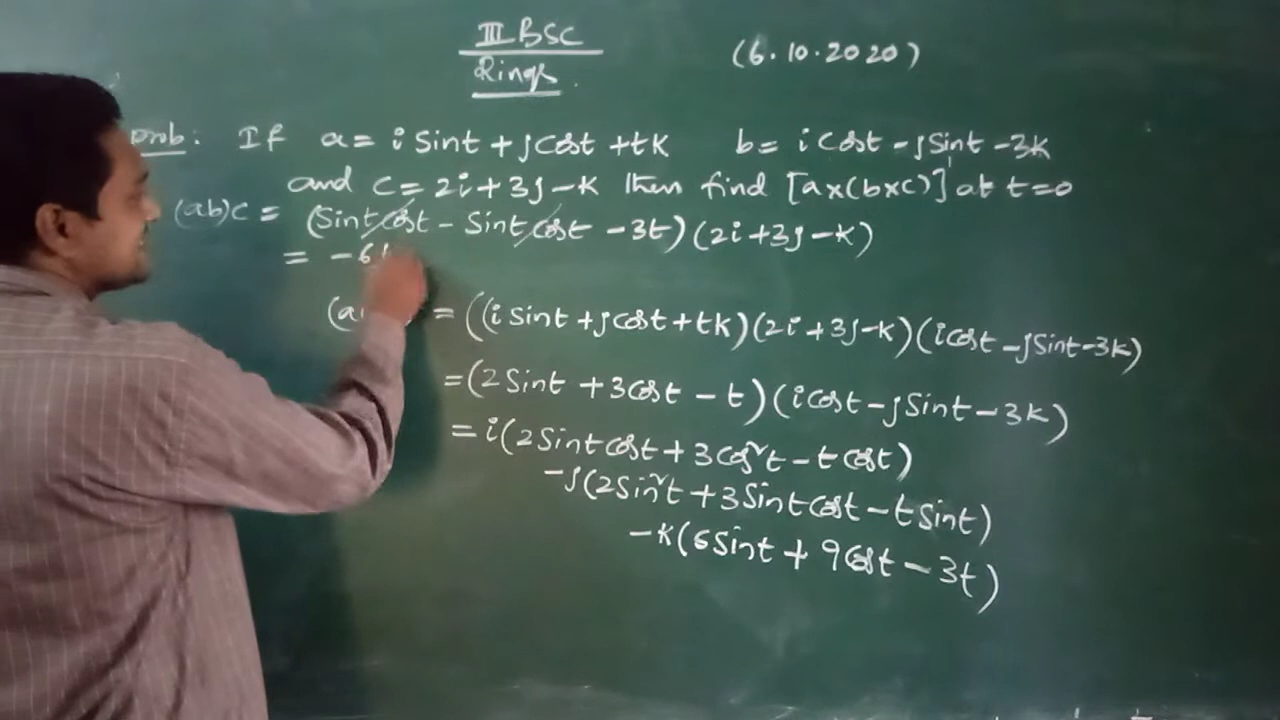 III BSC
Rings
(6.10.2020)
Prob: If a = i Sint + j Cost + tk b = i Cost - j Sint - 3k
and c = 2i + 3j - k then find [a×(b×c)]' at t=0
(ab)c = (Sint Cost - Sint Cost - 3t)(2i + 3j - k)
= -6t
(a = ((i Sint + j Cost + tk)(2i + 3j - k)(i Cost - j Sint - 3k)
= (2 Sint + 3 Cost - t)(i Cost - j Sint - 3k)
= i(2 Sint Cost + 3 Cos²t - t Cost)
- j(2 Sin²t + 3 Sint Cost - t Sint)
- k(6 Sint + 9 Cost - 3t)